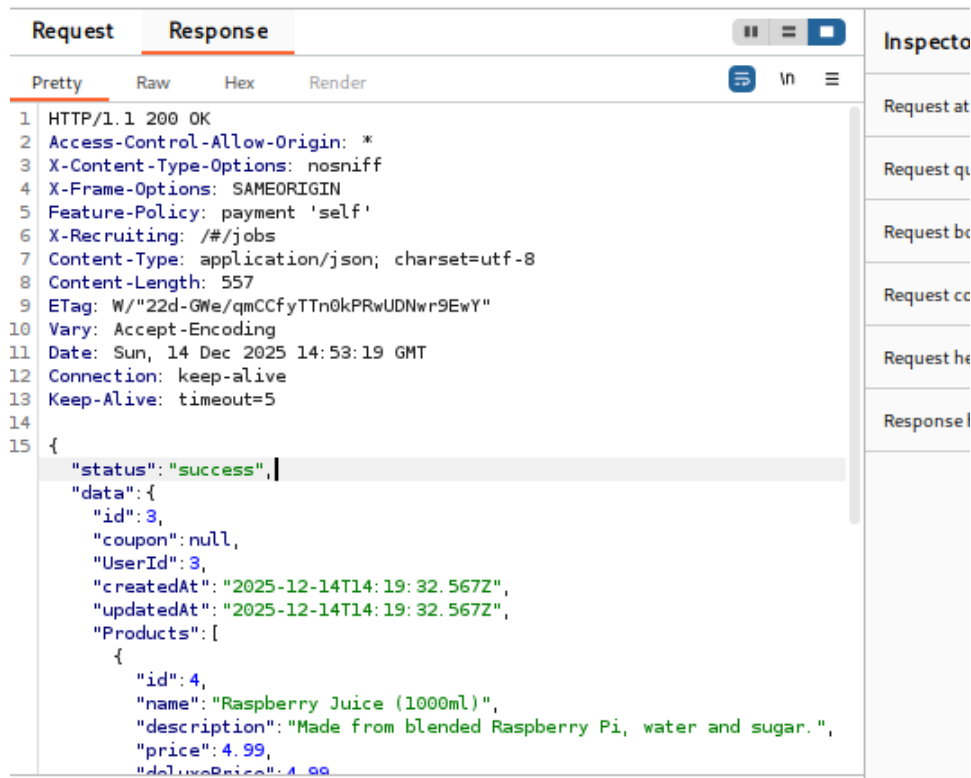 Request Response
Inspecto
Pretty Raw Hex Render \n
Request at
Request qu
Request bo
Request co
Request he
Response h
1 HTTP/1.1 200 OK
2 Access-Control-Allow-Origin: *
3 X-Content-Type-Options: nosniff
4 X-Frame-Options: SAMEORIGIN
5 Feature-Policy: payment 'self'
6 X-Recruiting: /#/jobs
7 Content-Type: application/json; charset=utf-8
8 Content-Length: 557
9 ETag: W/"22d-GWe/qmCCfyTTn0kPRwUDNwr9EwY"
10 Vary: Accept-Encoding
11 Date: Sun, 14 Dec 2025 14:53:19 GMT
12 Connection: keep-alive
13 Keep-Alive: timeout=5
14
15 {
"status":"success",
"data":{
"id":3,
"coupon":null,
"UserId":3,
"createdAt":"2025-12-14T14:19:32.567Z",
"updatedAt":"2025-12-14T14:19:32.567Z",
"Products":[
{
"id":4,
"name":"Raspberry Juice (1000ml)",
"description":"Made from blended Raspberry Pi, water and sugar.",
"price":4.99,
"deluxePrice":4.99